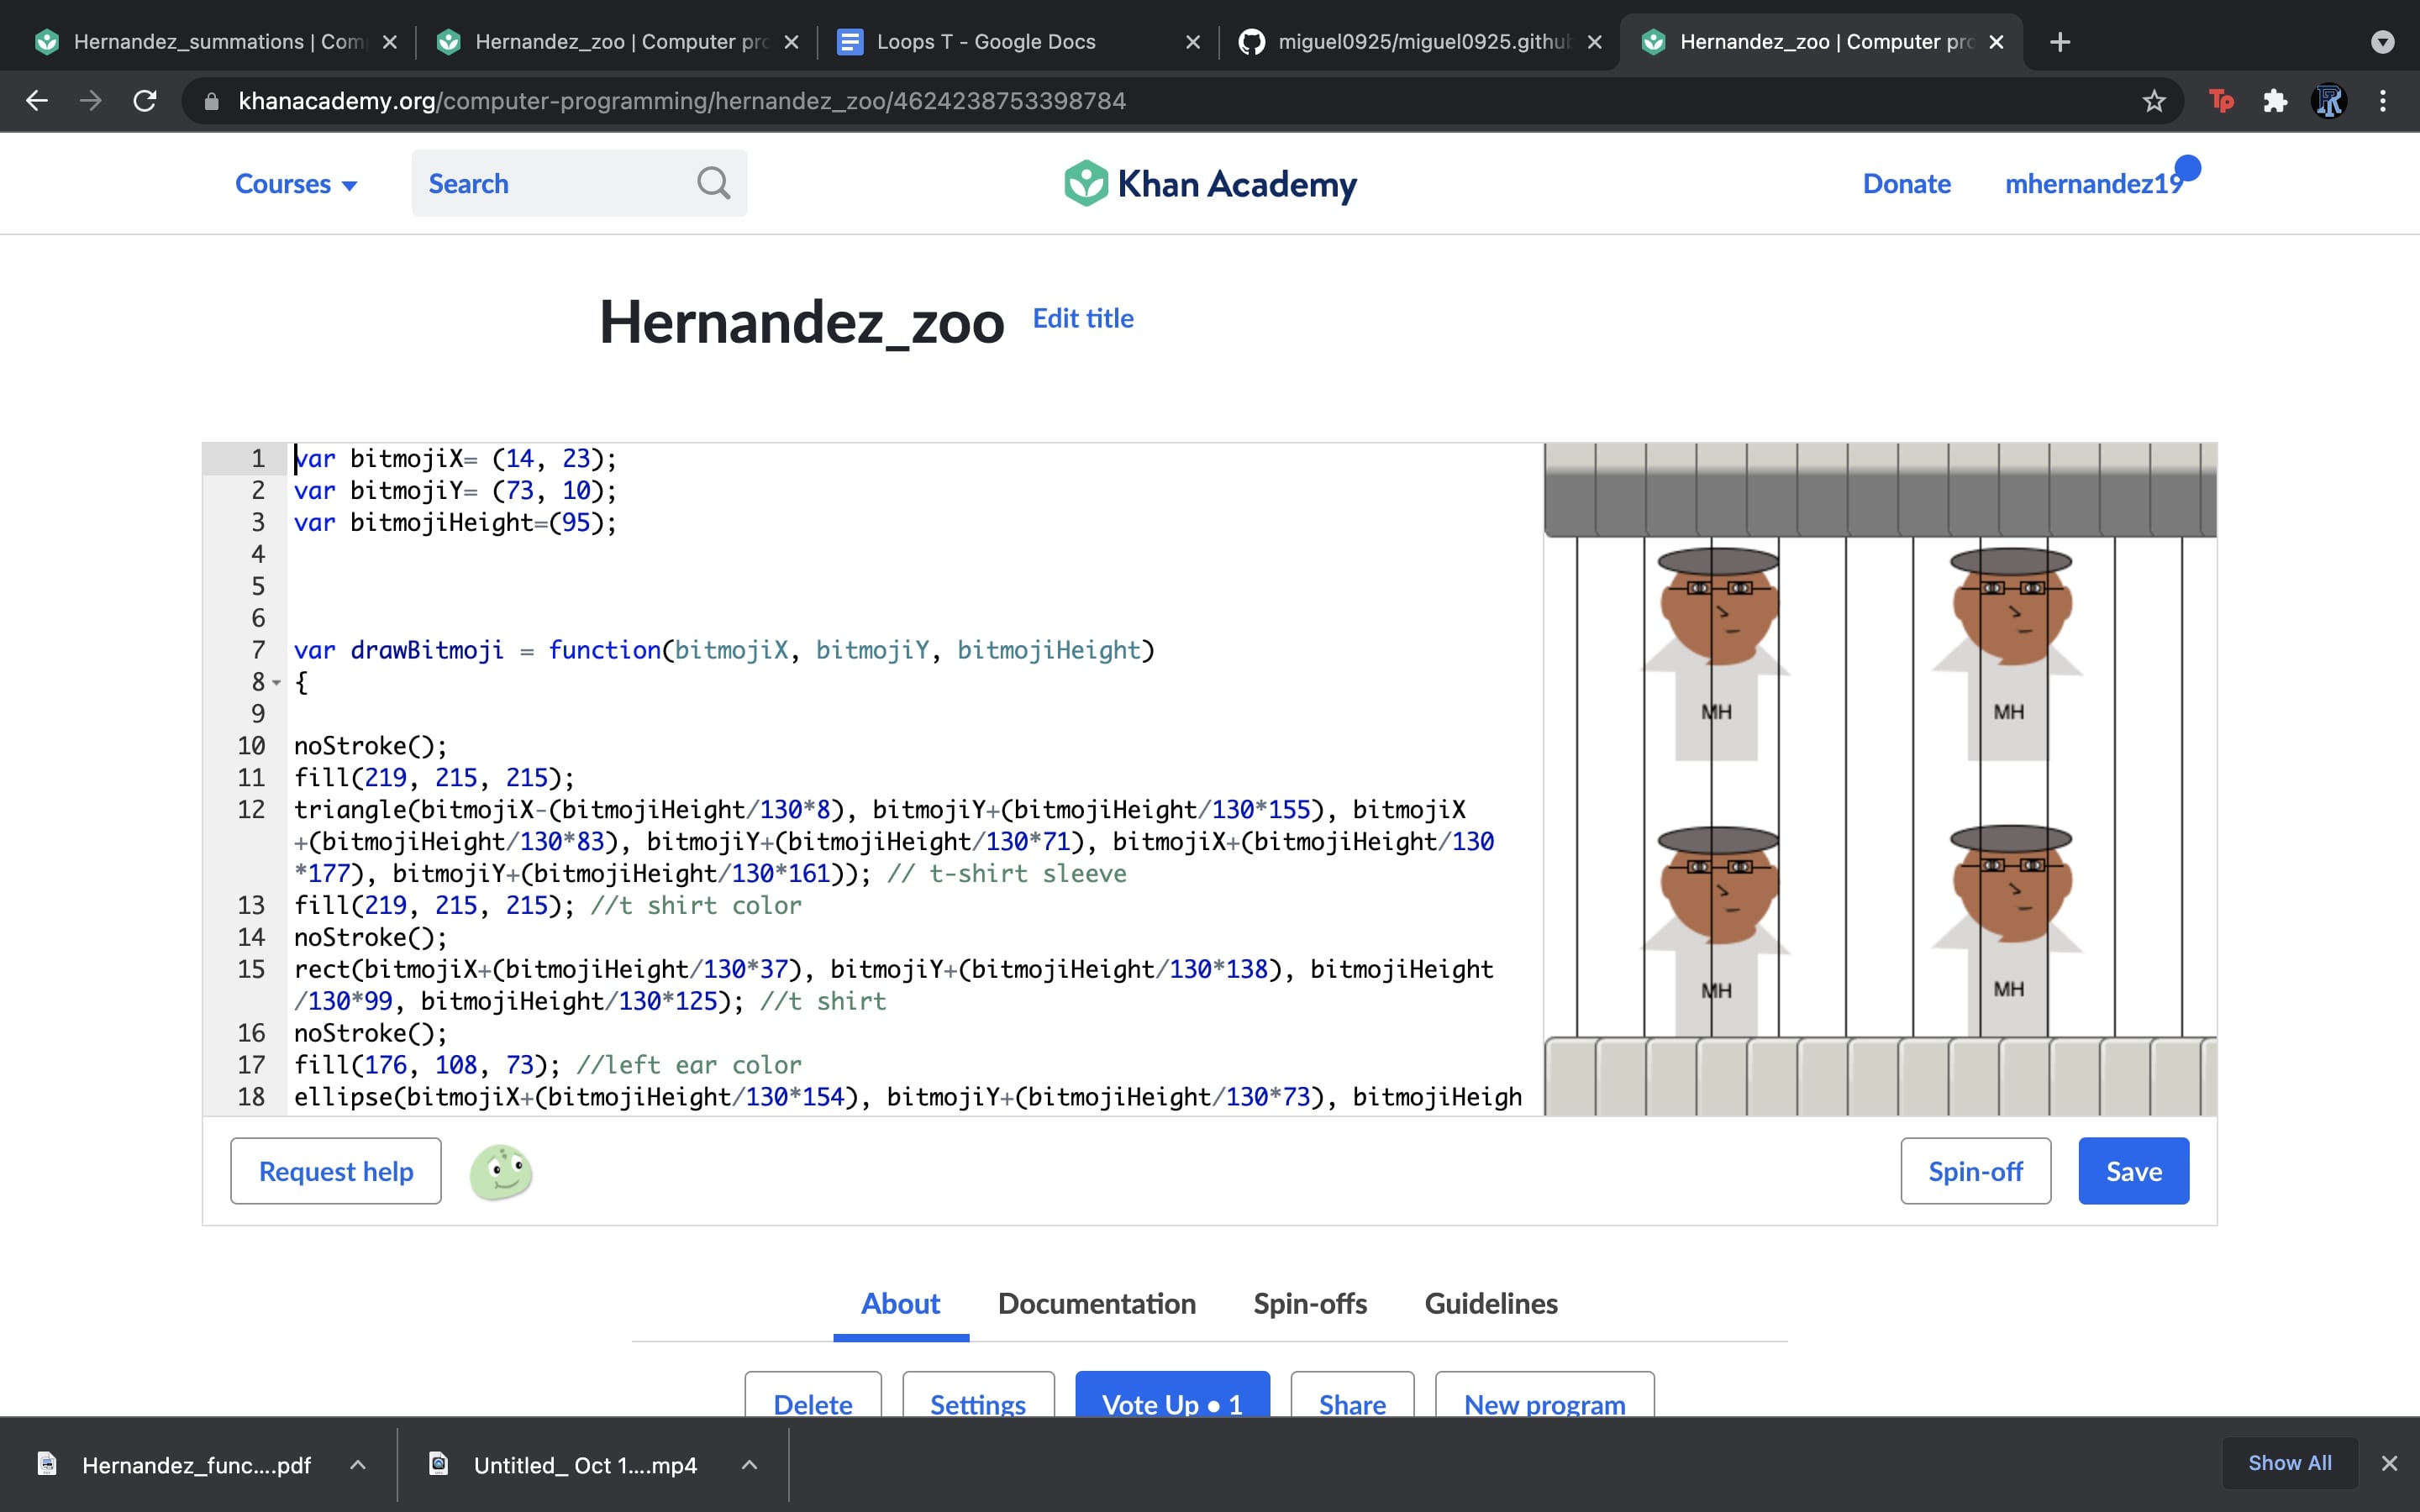 Hernandez_summations | Com
Hernandez_zoo | Computer pro
Loops T - Google Docs
miguel0925/miguel0925.github
Hernandez_zoo | Computer pro
khanacademy.org/computer-programming/hernandez_zoo/4624238753398784
Tp
Courses
Search
Khan Academy
Donate
mhernandez19
Hernandez_zoo
Edit title
1 var bitmojiX= (14, 23);
2 var bitmojiY= (73, 10);
3 var bitmojiHeight=(95);
4
5
6
7 var drawBitmoji = function(bitmojiX, bitmojiY, bitmojiHeight)
8 {
9
10 noStroke();
11 fill(219, 215, 215);
12 triangle(bitmojiX-(bitmojiHeight/130*8), bitmojiY+(bitmojiHeight/130*155), bitmojiX
+(bitmojiHeight/130*83), bitmojiY+(bitmojiHeight/130*71), bitmojiX+(bitmojiHeight/130
*177), bitmojiY+(bitmojiHeight/130*161)); // t-shirt sleeve
13 fill(219, 215, 215); //t shirt color
14 noStroke();
15 rect(bitmojiX+(bitmojiHeight/130*37), bitmojiY+(bitmojiHeight/130*138), bitmojiHeight
/130*99, bitmojiHeight/130*125); //t shirt
16 noStroke();
17 fill(176, 108, 73); //left ear color
18 ellipse(bitmojiX+(bitmojiHeight/130*154), bitmojiY+(bitmojiHeight/130*73), bitmojiHeigh
MH
MH
MH
MH
Request help
Spin-off
Save
About
Documentation
Spin-offs
Guidelines
Delete
Settings
Vote Up • 1
Share
New program
Hernandez_func....pdf
Untitled_ Oct 1....mp4
Show All